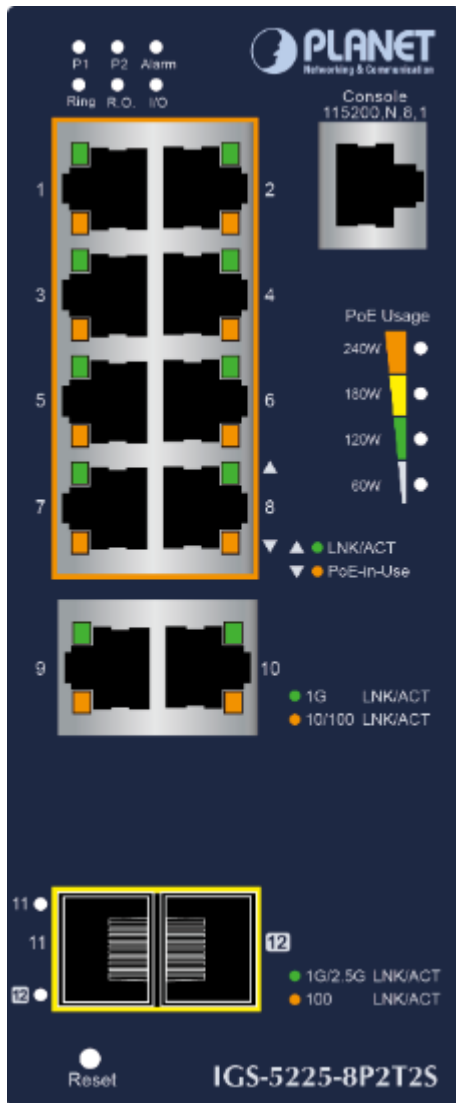 P1 P2 Alarm
Ring R.O. I/O
PLANET
Networking & Communication
Console
115200,N,8,1
1 2
3 4
5 6
7 8
PoE Usage
240W
180W
120W
60W
LNK/ACT
PoE-in-Use
9 10
1G LNK/ACT
10/100 LNK/ACT
11
11 12
12
1G/2.5G LNK/ACT
100 LNK/ACT
Reset
IGS-5225-8P2T2S